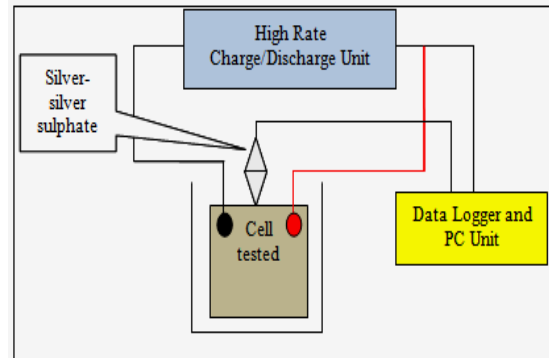 High Rate
Charge/Discharge Unit
Silver-
silver
sulphate
Cell
tested
Data Logger and
PC Unit